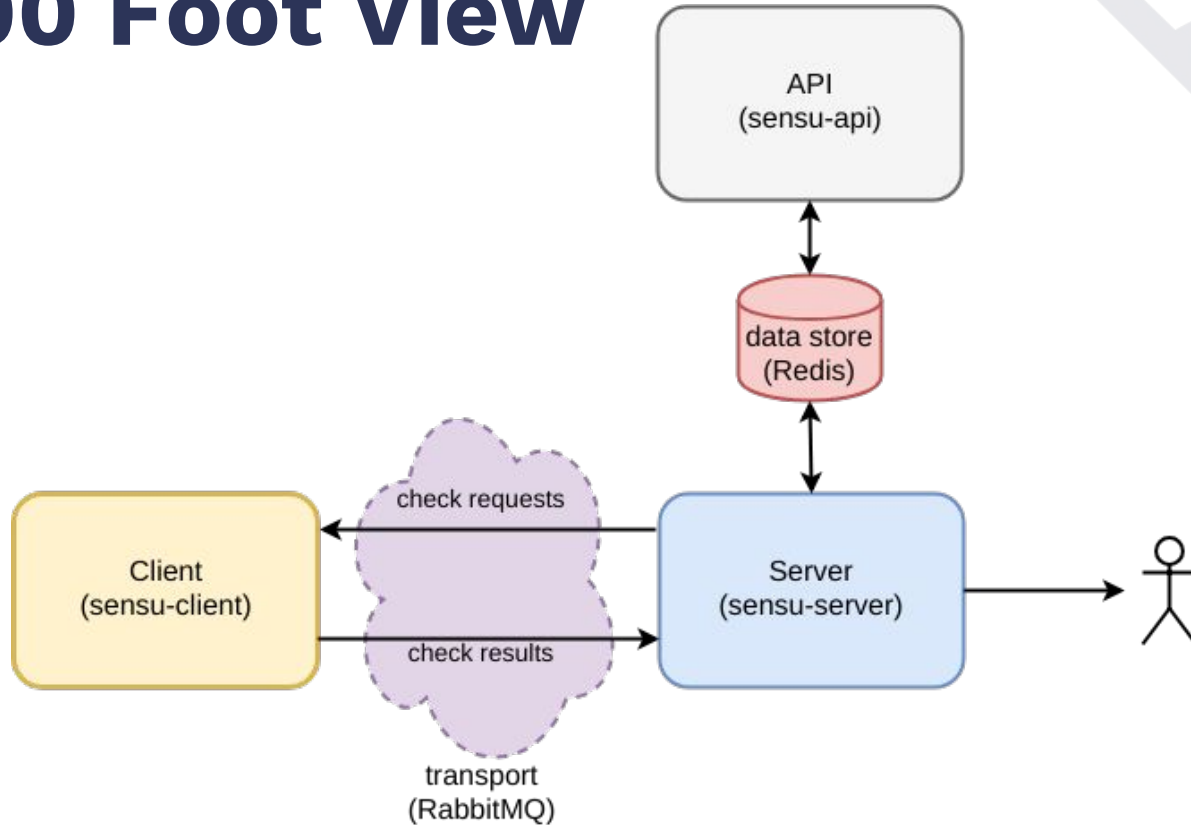 00 Foot View
API
(sensu-api)
data store
(Redis)
check requests
Client
(sensu-client)
Server
(sensu-server)
check results
transport
(RabbitMQ)